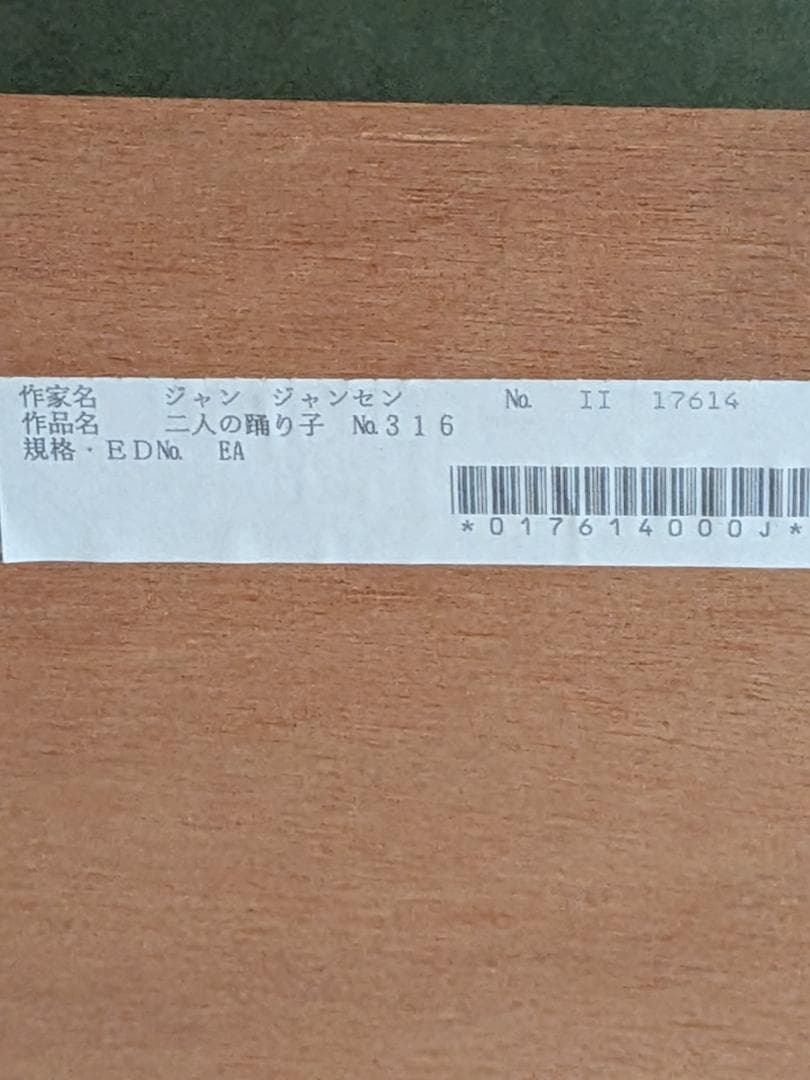 作家名 ジャン ジャンセン № II 17614
作品名 二人の踊り子 №316
規格・ED№ EA
*017614000J*